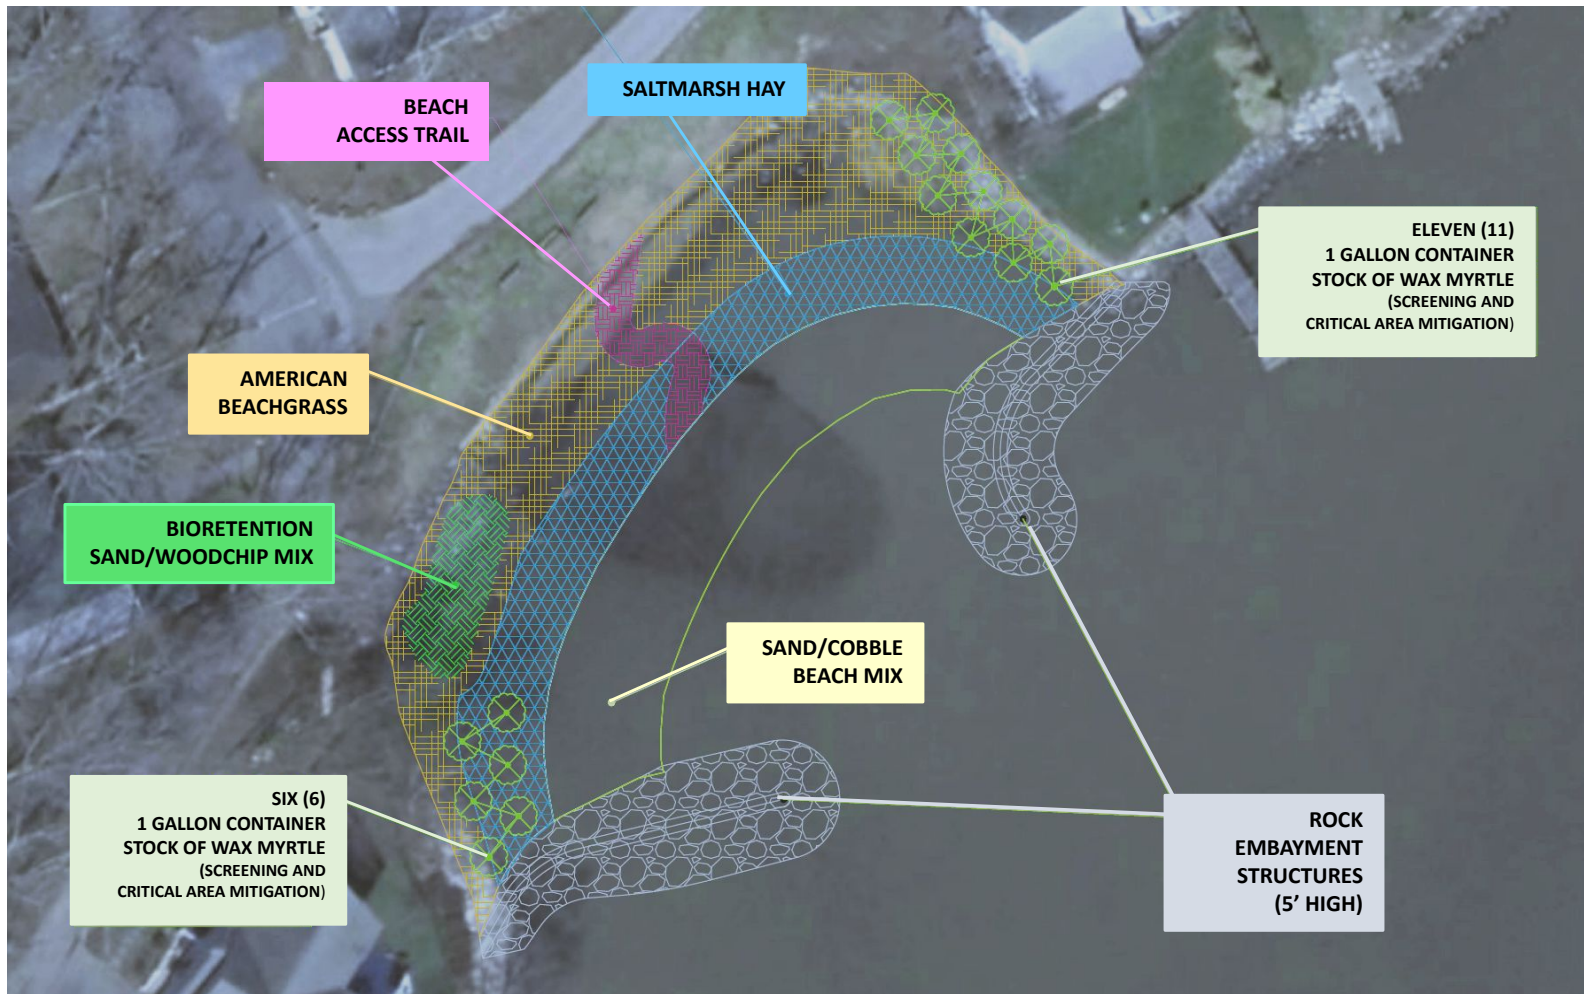 BEACH
ACCESS TRAIL
SALTMARSH HAY
ELEVEN (11)
1 GALLON CONTAINER
STOCK OF WAX MYRTLE
(SCREENING AND
CRITICAL AREA MITIGATION)
AMERICAN
BEACHGRASS
BIORETENTION
SAND/WOODCHIP MIX
SAND/COBBLE
BEACH MIX
SIX (6)
1 GALLON CONTAINER
STOCK OF WAX MYRTLE
(SCREENING AND
CRITICAL AREA MITIGATION)
ROCK
EMBAYMENT
STRUCTURES
(5’ HIGH)